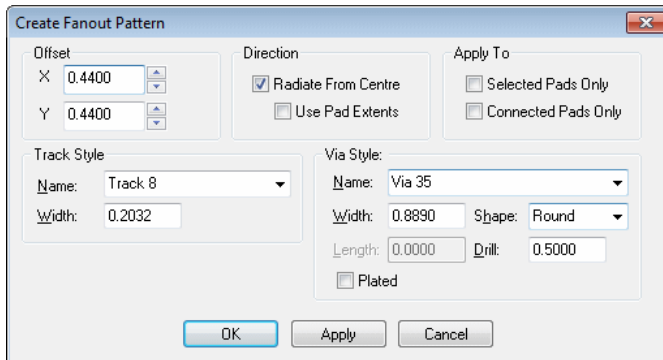 Create Fanout Pattern
Offset Direction Apply To
X 0.4400 Radiate From Centre Selected Pads Only
Y 0.4400 Use Pad Extents Connected Pads Only
Track Style Via Style:
Name: Track 8 Name: Via 35
Width: 0.2032 Width: 0.8890 Shape: Round
Length: 0.0000 Drill: 0.5000
Plated
OK Apply Cancel